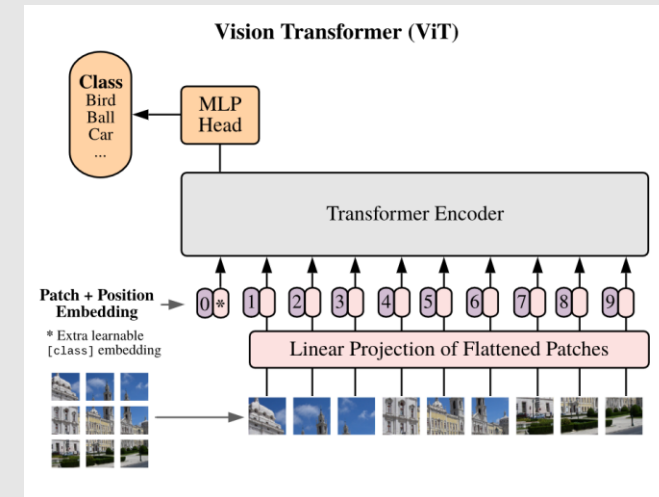 Vision Transformer (ViT)
Class
Bird
Ball
Car
...
MLP
Head
Transformer Encoder
Patch + Position
Embedding
* Extra learnable
[class] embedding
0 * 1 2 3 4 5 6 7 8 9
Linear Projection of Flattened Patches